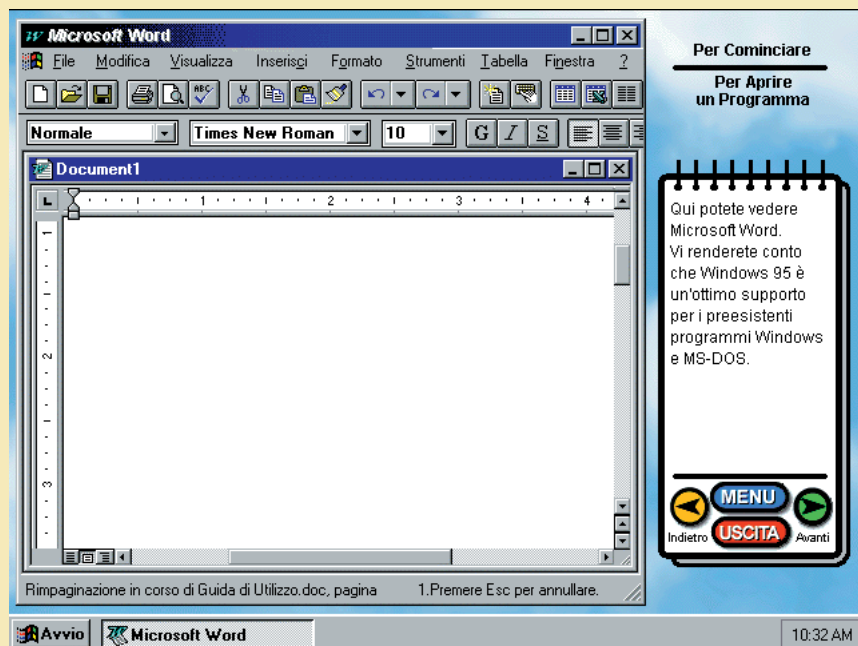 Microsoft Word
File Modifica Visualizza Inserisci Formato Strumenti Tabella Finestra ?
ABC
Normale Times New Roman 10 G I S
Document1
L 1 2 3 4
1
2
3
Rimpaginazione in corso di Guida di Utilizzo.doc, pagina 1.Premere Esc per annullare.
Per Cominciare
Per Aprire
un Programma
Qui potete vedere
Microsoft Word.
Vi renderete conto
che Windows 95 è
un'ottimo supporto
per i preesistenti
programmi Windows
e MS-DOS.
MENU
Indietro USCITA Avanti
Avvio Microsoft Word 10:32 AM